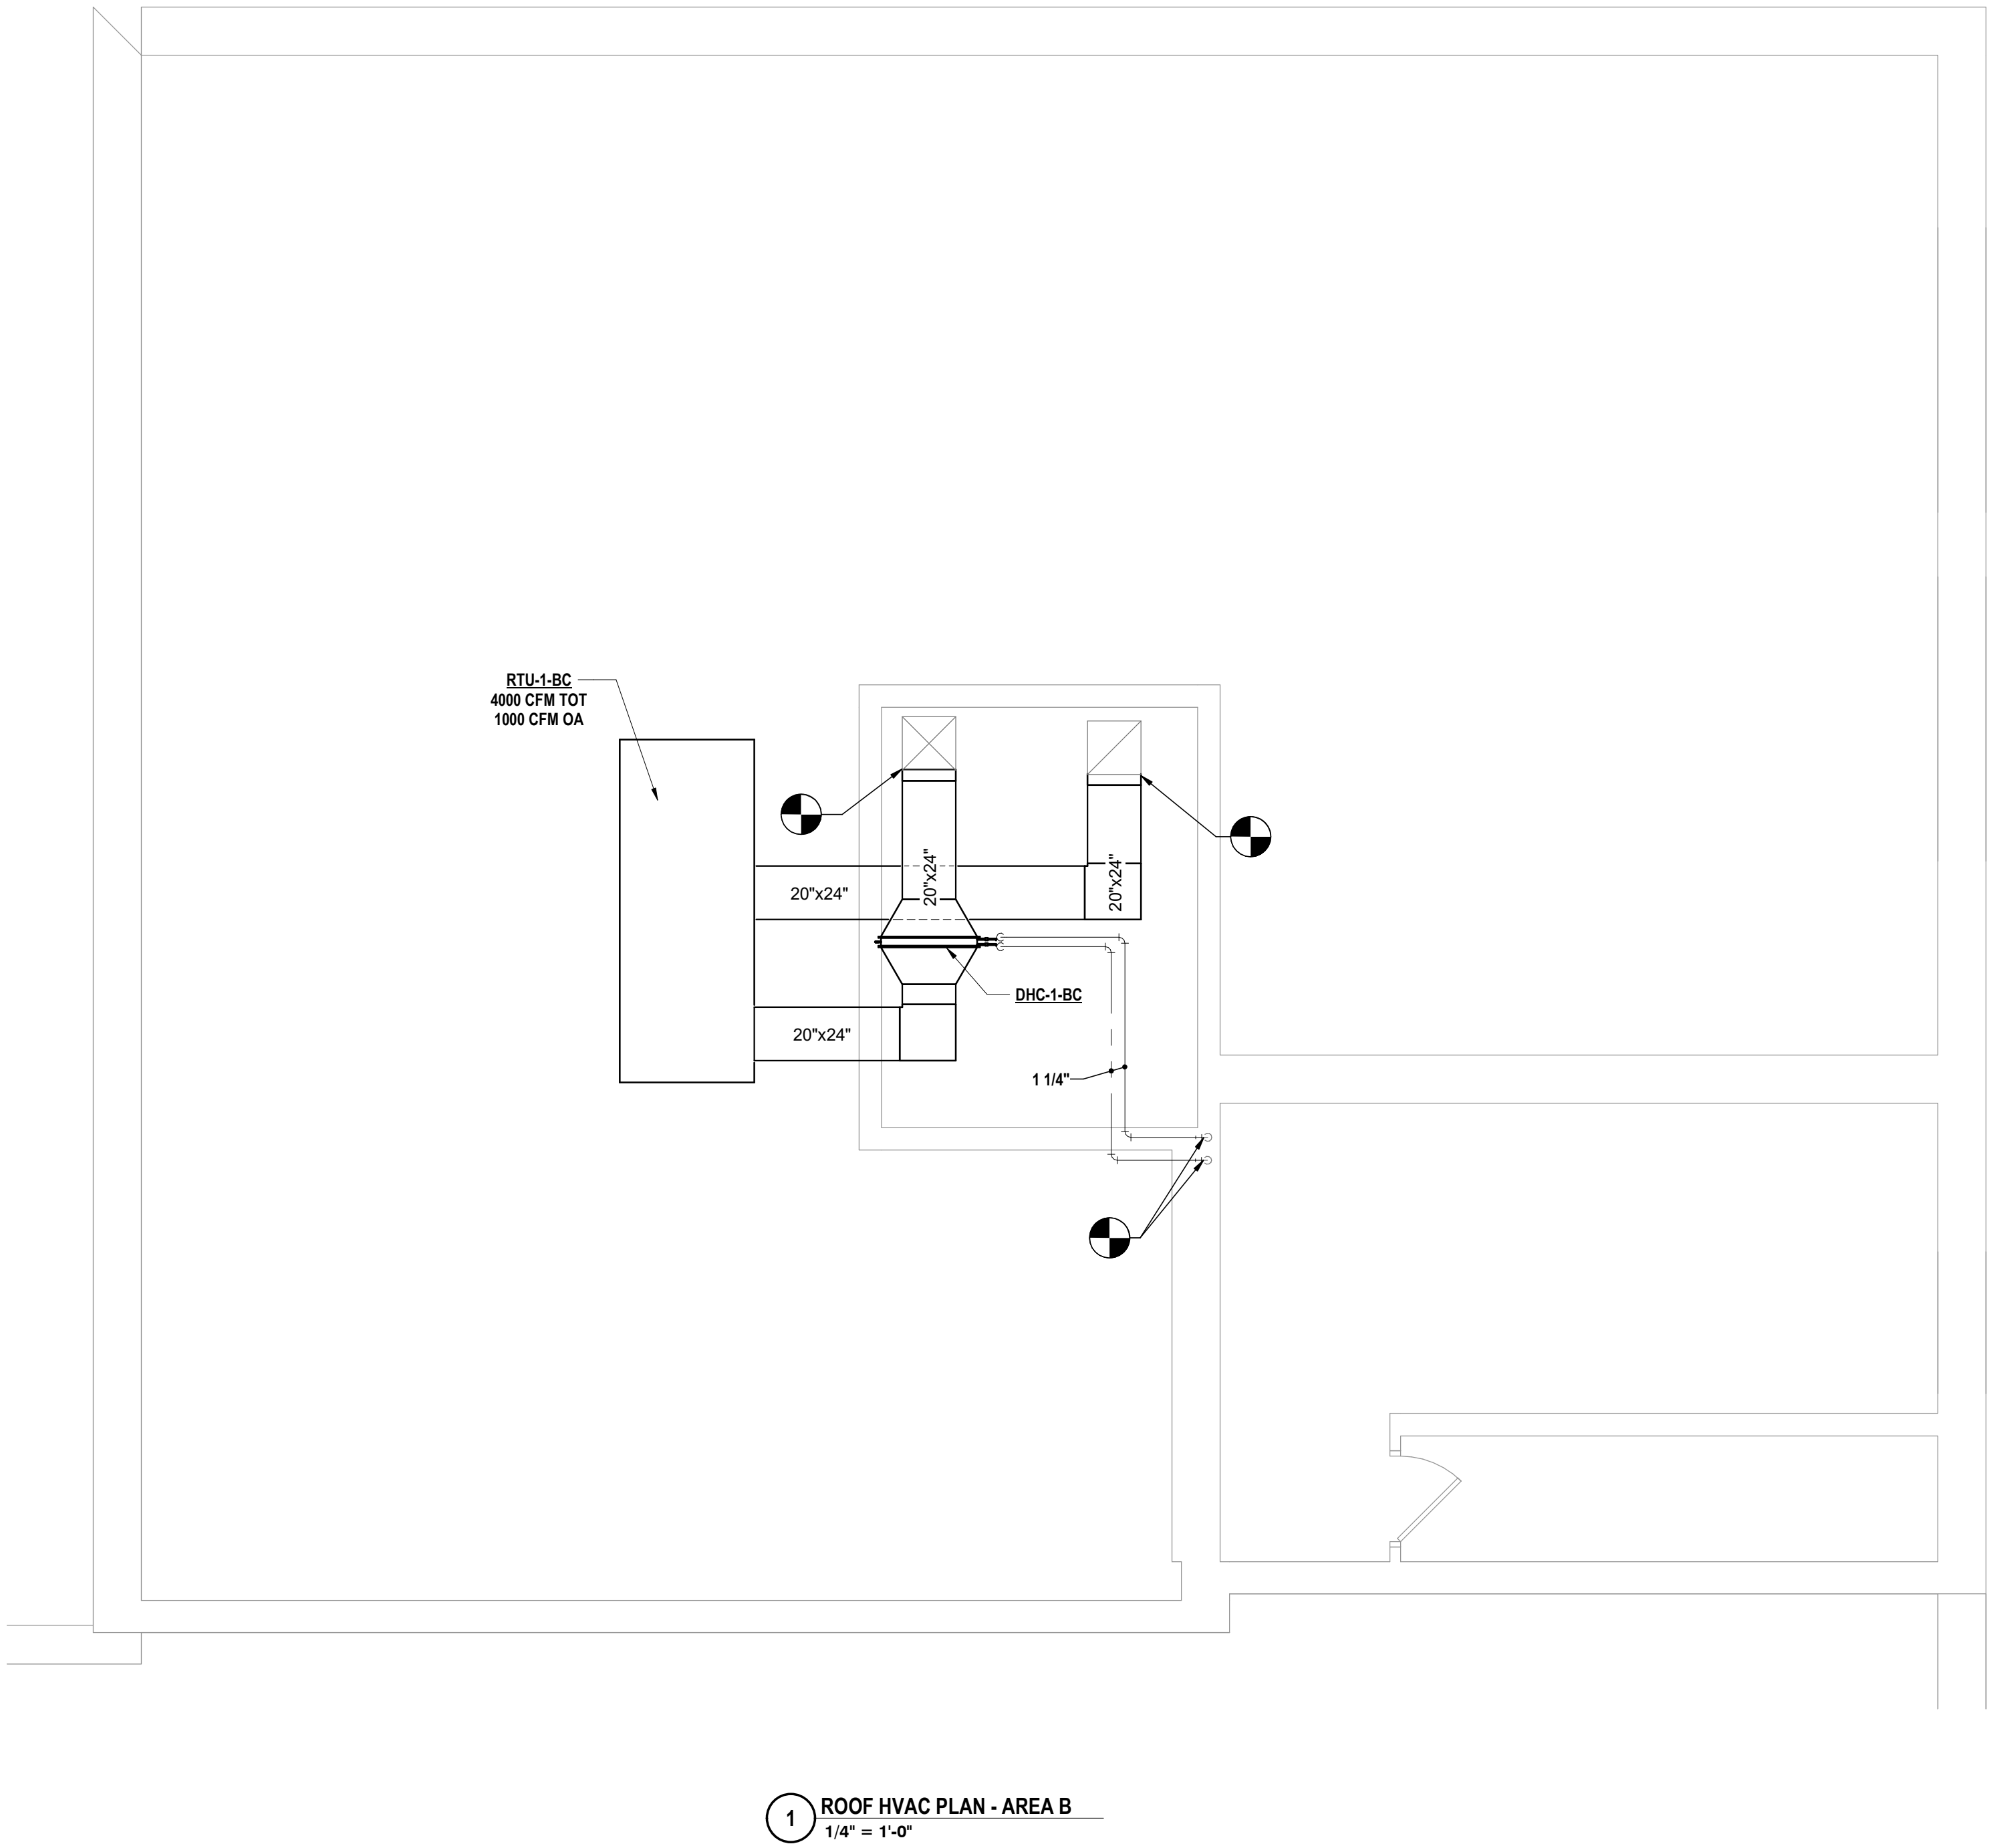 RTU-1-BC
4000 CFM TOT
1000 CFM OA
20"x24"
20"x24"
20"x24"
20"x24"
DHC-1-BC
1 1/4"
1
ROOF HVAC PLAN - AREA B
1/4" = 1'-0"